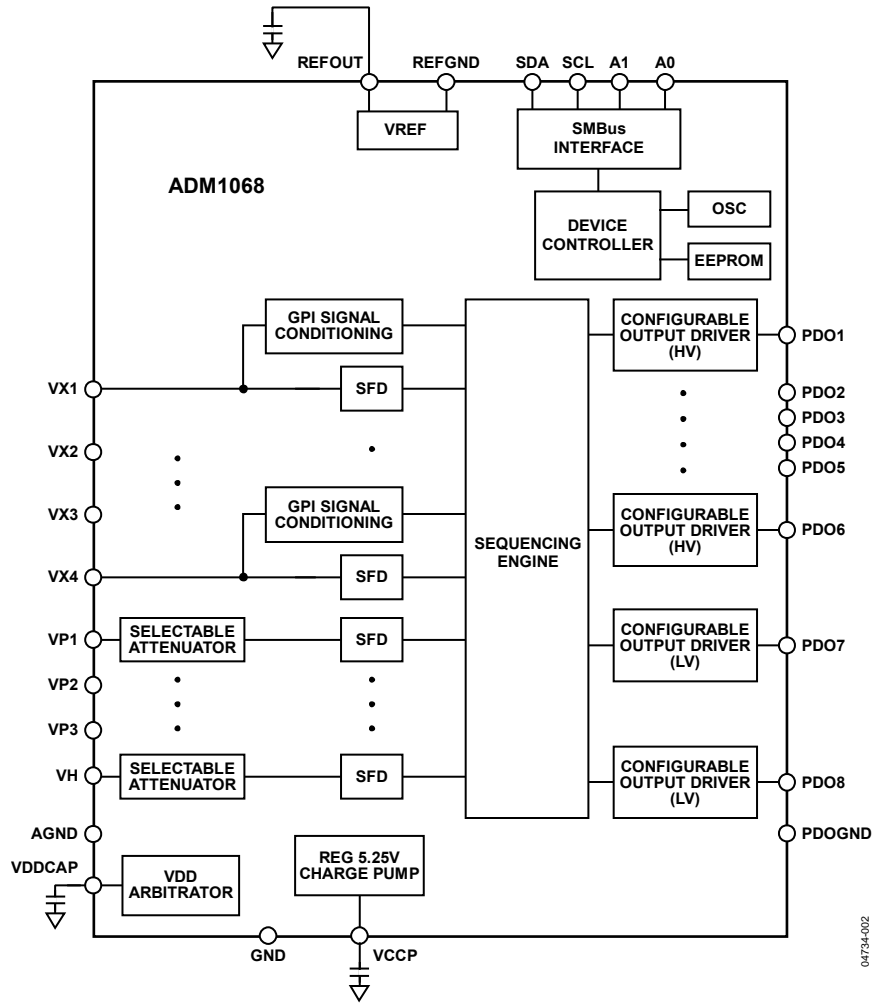 REFOUT REFGND SDA SCL A1 A0
VREF
SMBus
INTERFACE
ADM1068
DEVICE
CONTROLLER
OSC
EEPROM
GPI SIGNAL
CONDITIONING
SFD
GPI SIGNAL
CONDITIONING
SFD
SELECTABLE
ATTENUATOR
SFD
SELECTABLE
ATTENUATOR
SFD
SEQUENCING
ENGINE
CONFIGURABLE
OUTPUT DRIVER
(HV)
CONFIGURABLE
OUTPUT DRIVER
(HV)
CONFIGURABLE
OUTPUT DRIVER
(LV)
CONFIGURABLE
OUTPUT DRIVER
(LV)
VX1
VX2
VX3
VX4
VP1
VP2
VP3
VH
AGND
VDDCAP
VDD
ARBITRATOR
REG 5.25V
CHARGE PUMP
GND
VCCP
PDO1
PDO2
PDO3
PDO4
PDO5
PDO6
PDO7
PDO8
PDOGND
04734-002